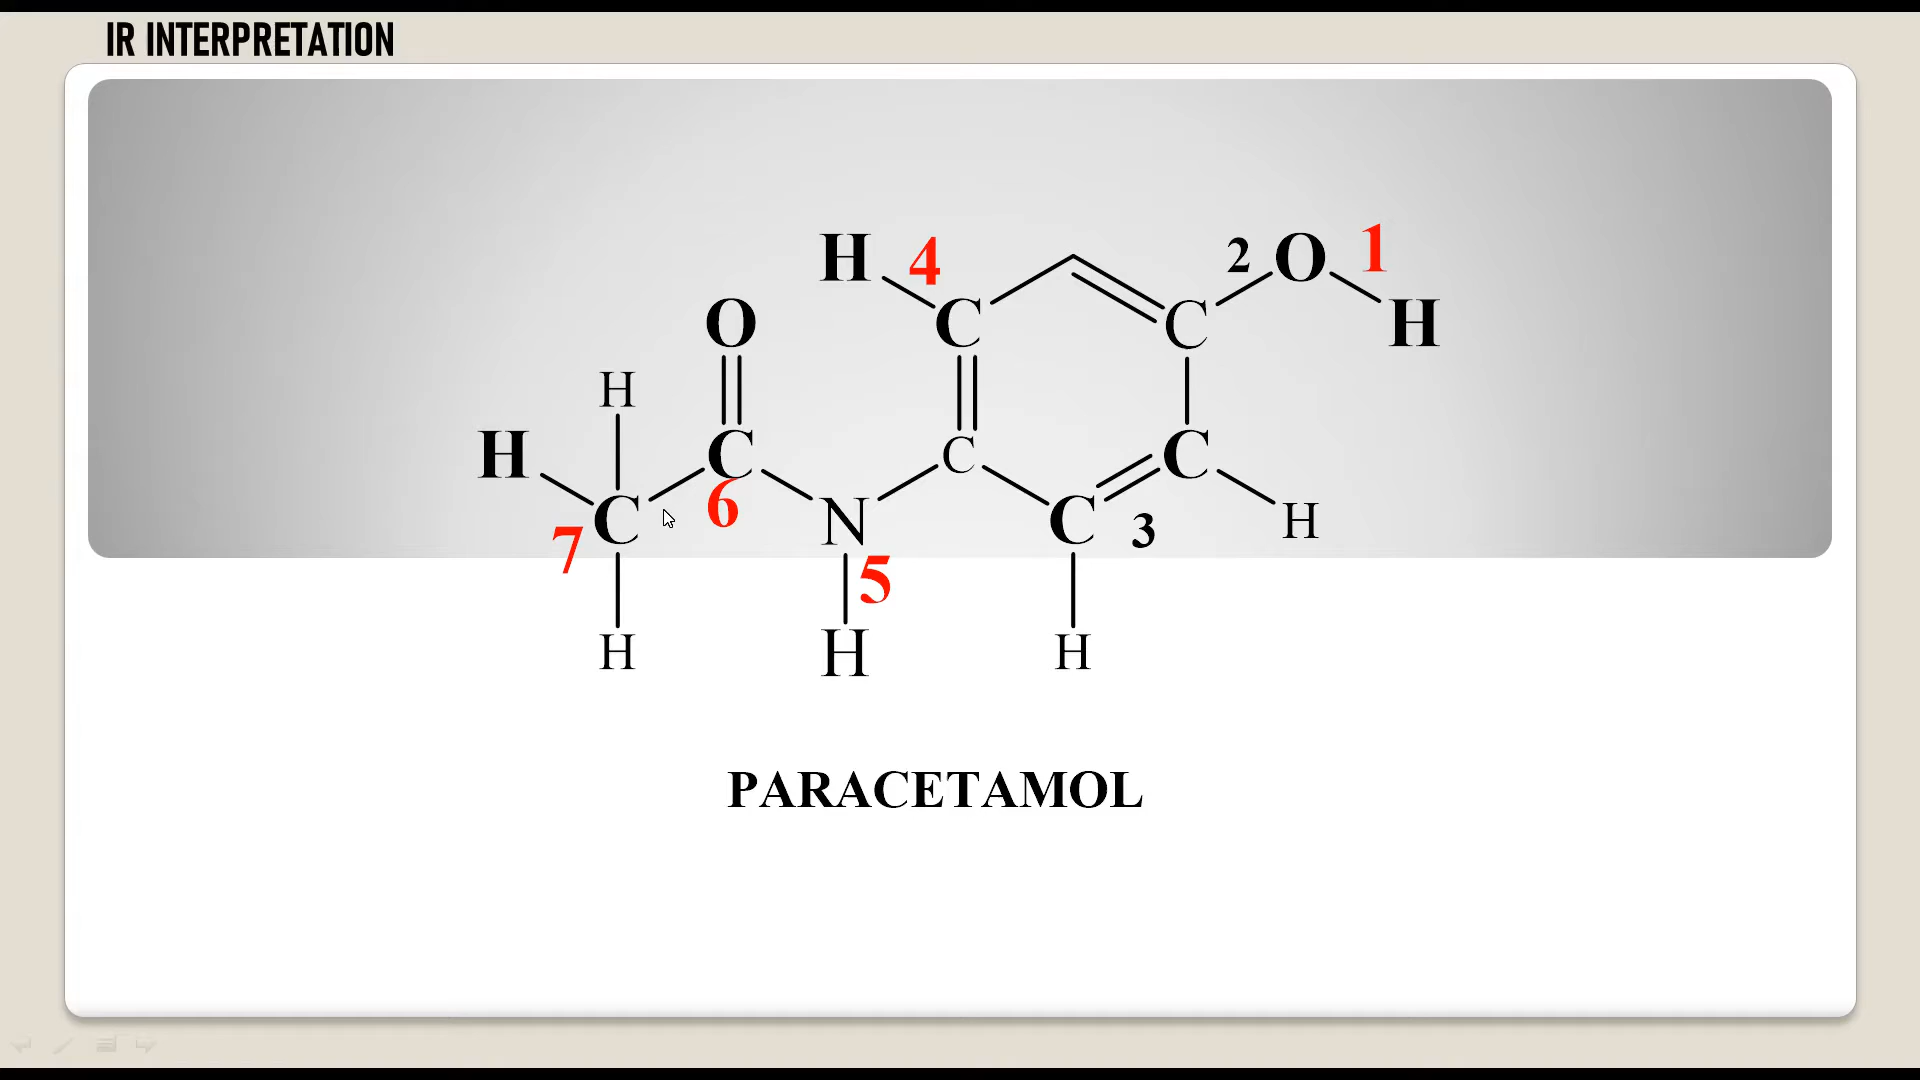 IR INTERPRETATION
H 4 2 O 1
O C C H
H
H C C C
7 C 6 N C 3 H
5
H H H
PARACETAMOL